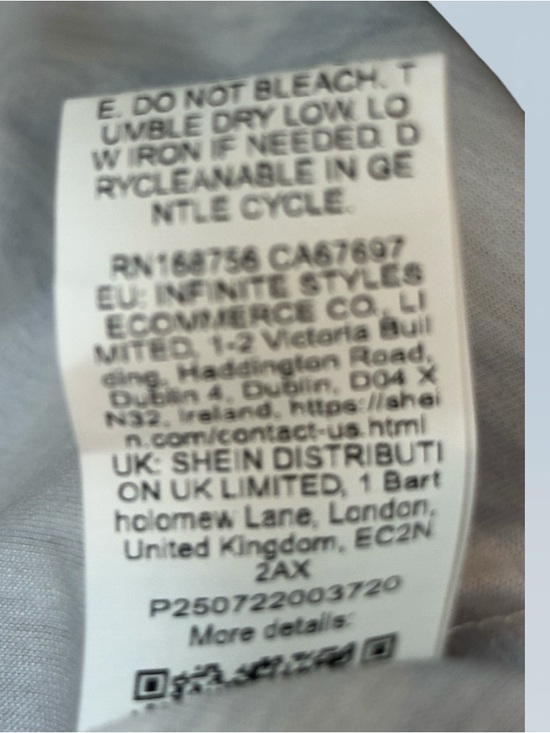 E. DO NOT BLEACH. T
UMBLE DRY LOW. LO
W IRON IF NEEDED. D
RYCLEANABLE IN GE
NTLE CYCLE.
RN168756 CA67697
EU: INFINITE STYLES
ECOMMERCE CO., LI
MITED, 1-2 Victoria Buil
ding, Haddington Road,
Dublin 4, Dublin, D04 X
N32, Ireland, https://shei
n.com/contact-us.html
UK: SHEIN DISTRIBUTI
ON UK LIMITED, 1 Bart
holomew Lane, London,
United Kingdom, EC2N
2AX
P250722003720
More details: